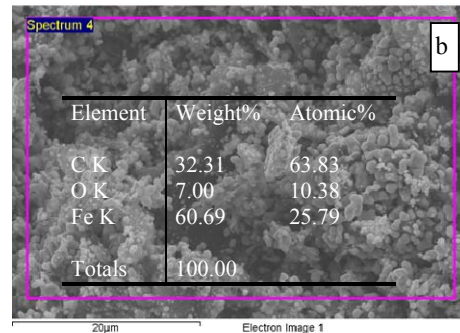 Spectrum 4
b
Element Weight% Atomic%
C K 32.31 63.83
O K 7.00 10.38
Fe K 60.69 25.79
Totals 100.00
20µm Electron Image 1